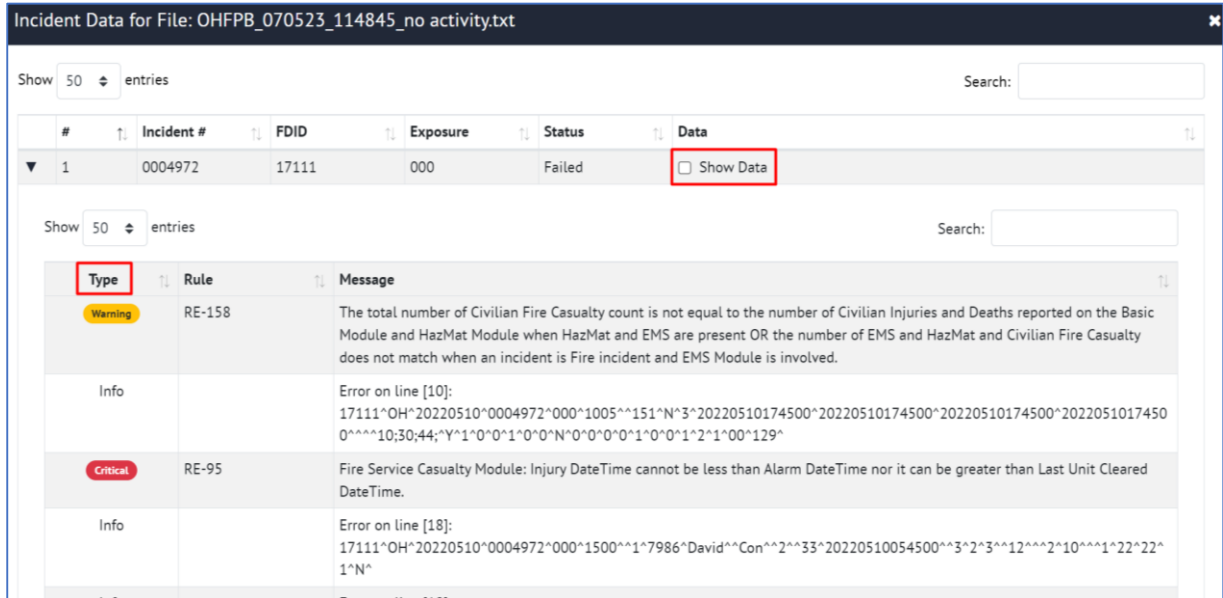 Incident Data for File: OHFPB_070523_114845_no activity.txt
Show 50 entries
Search:
# Incident # FDID Exposure Status Data
1 0004972 17111 000 Failed Show Data
Show 50 entries
Search:
Type Rule Message
Warning RE-158 The total number of Civilian Fire Casualty count is not equal to the number of Civilian Injuries and Deaths reported on the Basic
Module and HazMat Module when HazMat and EMS are present OR the number of EMS and HazMat and Civilian Fire Casualty
does not match when an incident is Fire incident and EMS Module is involved.
Info Error on line [10]:
17111^OH^20220510^0004972^000^1005^^151^N^3^20220510174500^20220510174500^20220510174500^2022051017450
0^^^^10;30;44;^Y^1^0^0^1^0^0^N^0^0^0^0^1^0^0^1^2^1^00^129^
Critical RE-95 Fire Service Casualty Module: Injury DateTime cannot be less than Alarm DateTime nor it can be greater than Last Unit Cleared
DateTime.
Info Error on line [18]:
17111^OH^20220510^0004972^000^1500^^1^7986^David^^Con^^2^^33^20220510054500^^3^2^3^^12^^^2^10^^^1^22^22^
1^N^